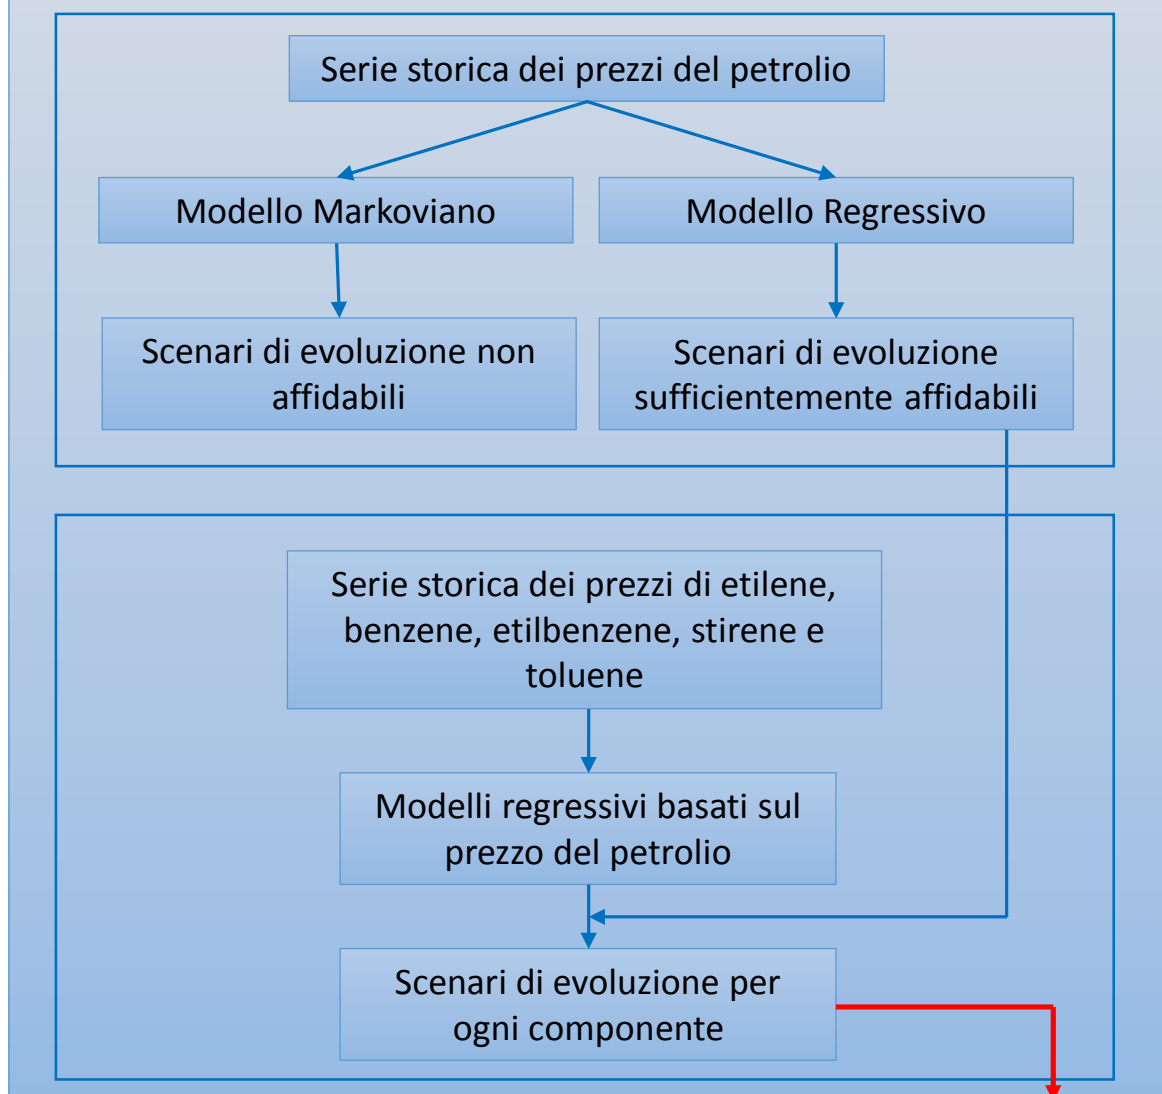 Serie storica dei prezzi del petrolio
Modello Markoviano
Modello Regressivo
Scenari di evoluzione non
affidabili
Scenari di evoluzione
sufficientemente affidabili
Serie storica dei prezzi di etilene,
benzene, etilbenzene, stirene e
toluene
Modelli regressivi basati sul
prezzo del petrolio
Scenari di evoluzione per
ogni componente